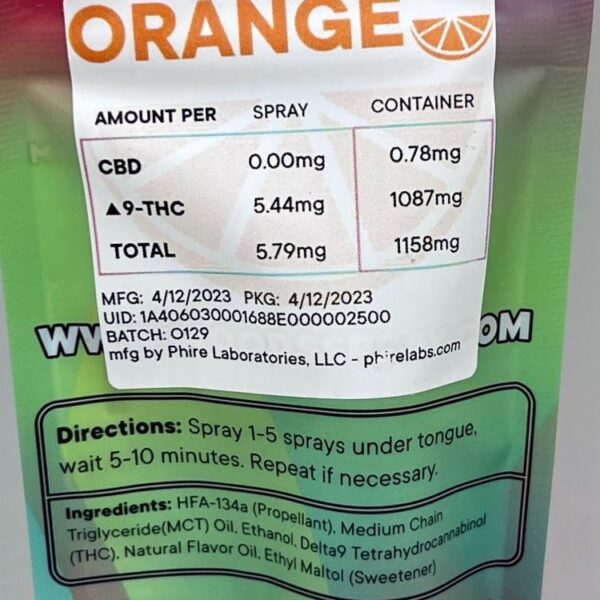 ORANGE
AMOUNT PER SPRAY CONTAINER
CBD 0.00mg 0.78mg
▲9-THC 5.44mg 1087mg
TOTAL 5.79mg 1158mg
MFG: 4/12/2023 PKG: 4/12/2023
UID: 1A406030001688E000002500
BATCH: 0129
mfg by Phire Laboratories, LLC - phirelabs.com
Directions: Spray 1-5 sprays under tongue,
wait 5-10 minutes. Repeat if necessary.
Ingredients: HFA-134a (Propellant), Medium Chain
Triglyceride(MCT) Oil, Ethanol, Delta9 Tetrahydrocannabinol
(THC), Natural Flavor Oil, Ethyl Maltol (Sweetener)